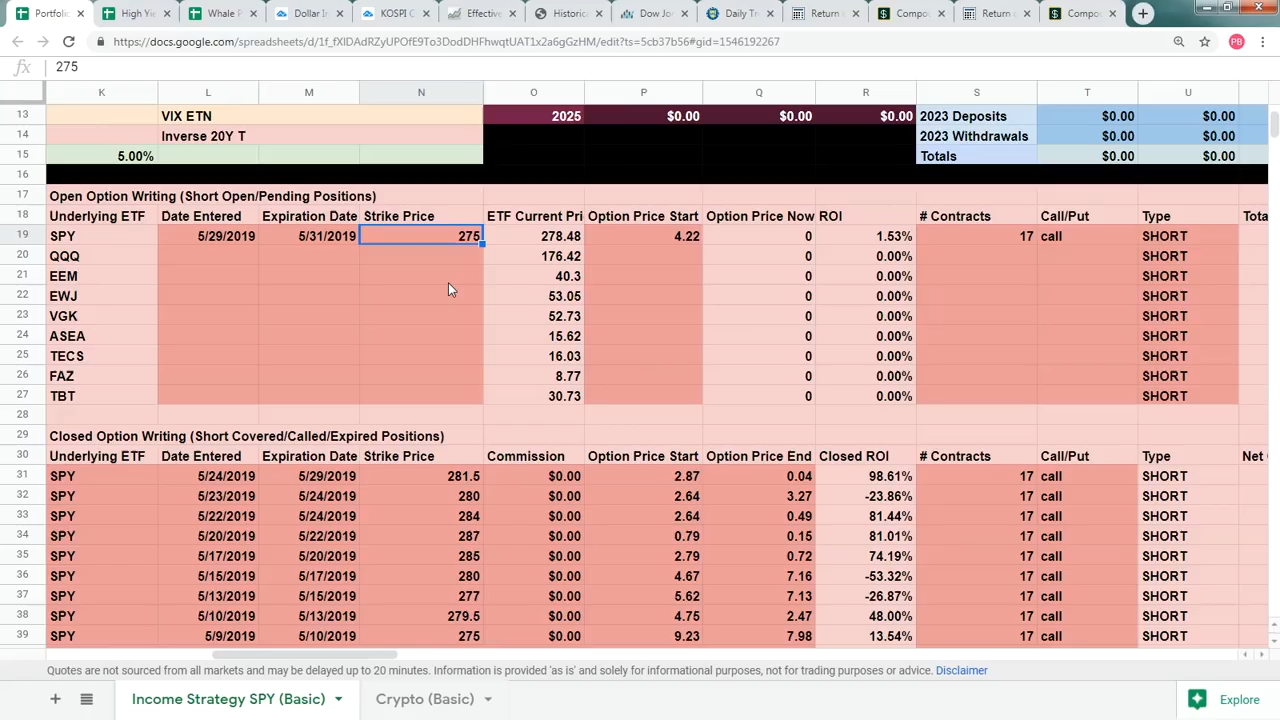 Portfolic
High Yie
Whale P
Dollar In
KOSPI C
Effective
Historica
Dow Jo
Daily Tr
Return o
Compou
Return o
Compou
https://docs.google.com/spreadsheets/d/1f_fXlDAdRZyUPOfE9To3DodDHFhwqtUAT1x2a6gGzHM/edit?ts=5cb37b56#gid=1546192267
PB
fx 275
K L M N O P Q R S T U
13 VIX ETN 2025 $0.00 $0.00 $0.00 2023 Deposits $0.00 $0.00
14 Inverse 20Y T 2023 Withdrawals $0.00 $0.00
15 5.00% Totals $0.00 $0.00
16
17 Open Option Writing (Short Open/Pending Positions)
18 Underlying ETF Date Entered Expiration Date Strike Price ETF Current Pri Option Price Start Option Price Now ROI # Contracts Call/Put Type Tota
19 SPY 5/29/2019 5/31/2019 275 278.48 4.22 0 1.53% 17 call SHORT
20 QQQ 176.42 0 0.00% SHORT
21 EEM 40.3 0 0.00% SHORT
22 EWJ 53.05 0 0.00% SHORT
23 VGK 52.73 0 0.00% SHORT
24 ASEA 15.62 0 0.00% SHORT
25 TECS 16.03 0 0.00% SHORT
26 FAZ 8.77 0 0.00% SHORT
27 TBT 30.73 0 0.00% SHORT
28
29 Closed Option Writing (Short Covered/Called/Expired Positions)
30 Underlying ETF Date Entered Expiration Date Strike Price Commission Option Price Start Option Price End Closed ROI # Contracts Call/Put Type Net
31 SPY 5/24/2019 5/29/2019 281.5 $0.00 2.87 0.04 98.61% 17 call SHORT
32 SPY 5/23/2019 5/24/2019 280 $0.00 2.64 3.27 -23.86% 17 call SHORT
33 SPY 5/22/2019 5/24/2019 284 $0.00 2.64 0.49 81.44% 17 call SHORT
34 SPY 5/20/2019 5/22/2019 287 $0.00 0.79 0.15 81.01% 17 call SHORT
35 SPY 5/17/2019 5/20/2019 285 $0.00 2.79 0.72 74.19% 17 call SHORT
36 SPY 5/15/2019 5/17/2019 280 $0.00 4.67 7.16 -53.32% 17 call SHORT
37 SPY 5/13/2019 5/15/2019 277 $0.00 5.62 7.13 -26.87% 17 call SHORT
38 SPY 5/10/2019 5/13/2019 279.5 $0.00 4.75 2.47 48.00% 17 call SHORT
39 SPY 5/9/2019 5/10/2019 275 $0.00 9.23 7.98 13.54% 17 call SHORT
Quotes are not sourced from all markets and may be delayed up to 20 minutes. Information is provided 'as is' and solely for informational purposes, not for trading purposes or advice. Disclaimer
Income Strategy SPY (Basic)
Crypto (Basic)
Explore